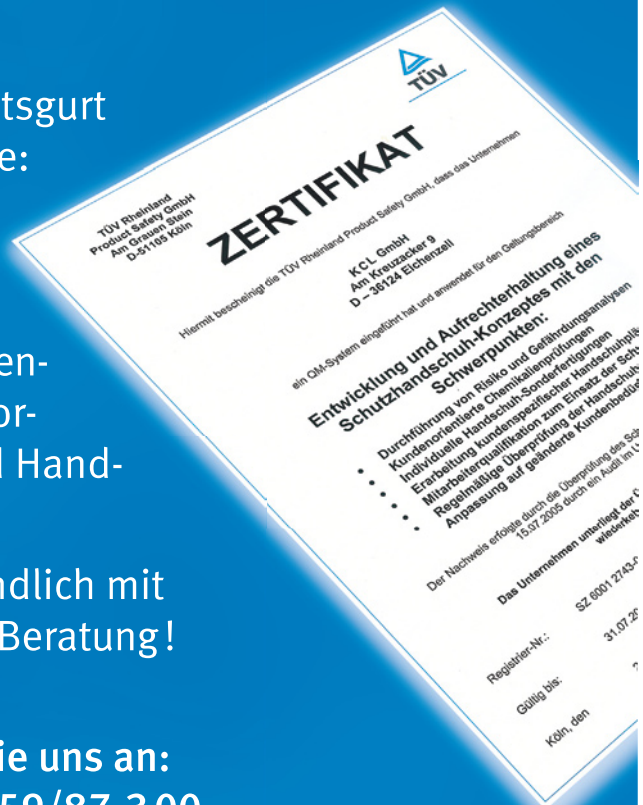 tsgurt
e:
en-
or-
d Hand-
ndlich mit
Beratung!
ie uns an:
59/87-300
TÜV
TÜV Rheinland
Product Safety GmbH
Am Grauen Stein
D-51105 Köln
ZERTIFIKAT
Hiermit bescheinigt die TÜV Rheinland Product Safety GmbH, dass das Unternehmen
KCL GmbH
Am Kreuzacker 9
D – 36124 Eichenzell
ein QM-System eingeführt hat und anwendet für den Geltungsbereich
Entwicklung und Aufrechterhaltung eines
Schutzhandschuh-Konzeptes mit den
Schwerpunkten:
• Durchführung von Risiko und Gefährdungsanalysen
• Kundenorientierte Chemikalienprüfungen
• Individuelle Handschuh-Sonderfertigungen
• Erarbeitung kundenspezifischer Handschuhplä
• Mitarbeiterqualifikation zum Einsatz der Schu
• Regelmäßige Überprüfung der Handschuh
• Anpassung auf geänderte Kundenbedü
Der Nachweis erfolgte durch die Überprüfung des Sch
15.07.2005 durch ein Audit im U
Das Unternehmen unterliegt der
wiederkeh
Registrier-Nr.: SZ 6001 2743-0
Gültig bis: 31.07.20
Köln, den